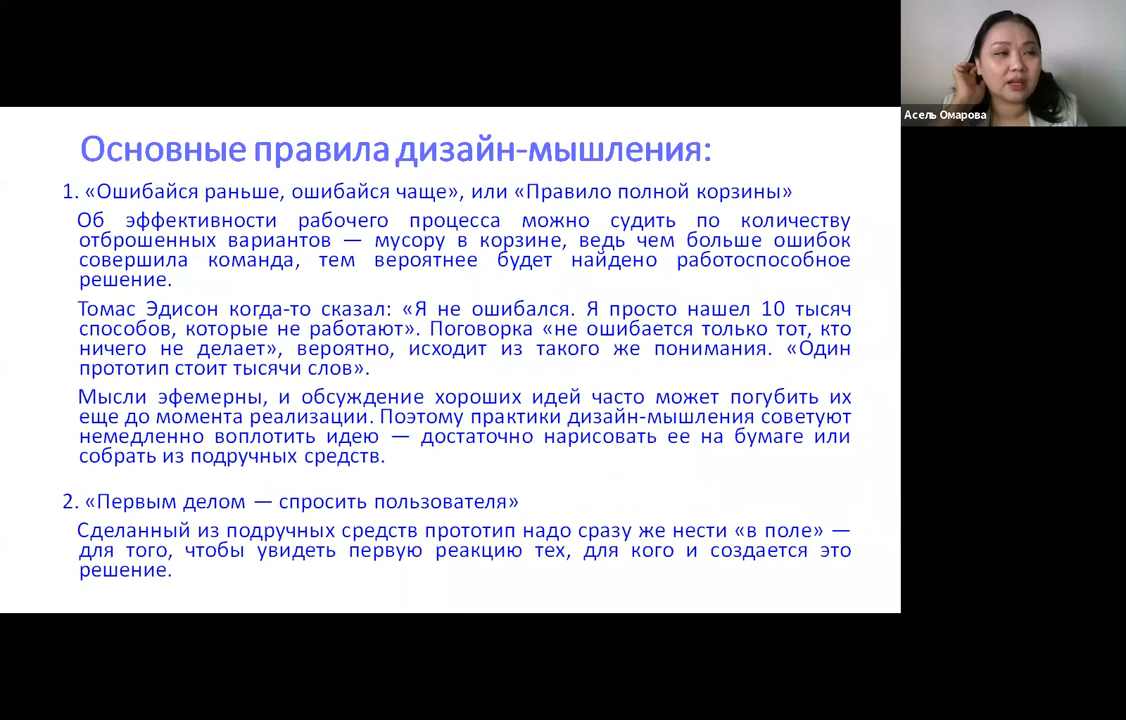 Основные правила дизайн-мышления:
1. «Ошибайся раньше, ошибайся чаще», или «Правило полной корзины»
Об эффективности рабочего процесса можно судить по количеству
отброшенных вариантов — мусору в корзине, ведь чем больше ошибок
совершила команда, тем вероятнее будет найдено работоспособное
решение.
Томас Эдисон когда-то сказал: «Я не ошибался. Я просто нашел 10 тысяч
способов, которые не работают». Поговорка «не ошибается только тот, кто
ничего не делает», вероятно, исходит из такого же понимания. «Один
прототип стоит тысячи слов».
Мысли эфемерны, и обсуждение хороших идей часто может погубить их
еще до момента реализации. Поэтому практики дизайн-мышления советуют
немедленно воплотить идею — достаточно нарисовать ее на бумаге или
собрать из подручных средств.
2. «Первым делом — спросить пользователя»
Сделанный из подручных средств прототип надо сразу же нести «в поле» —
для того, чтобы увидеть первую реакцию тех, для кого и создается это
решение.
Асель Омарова